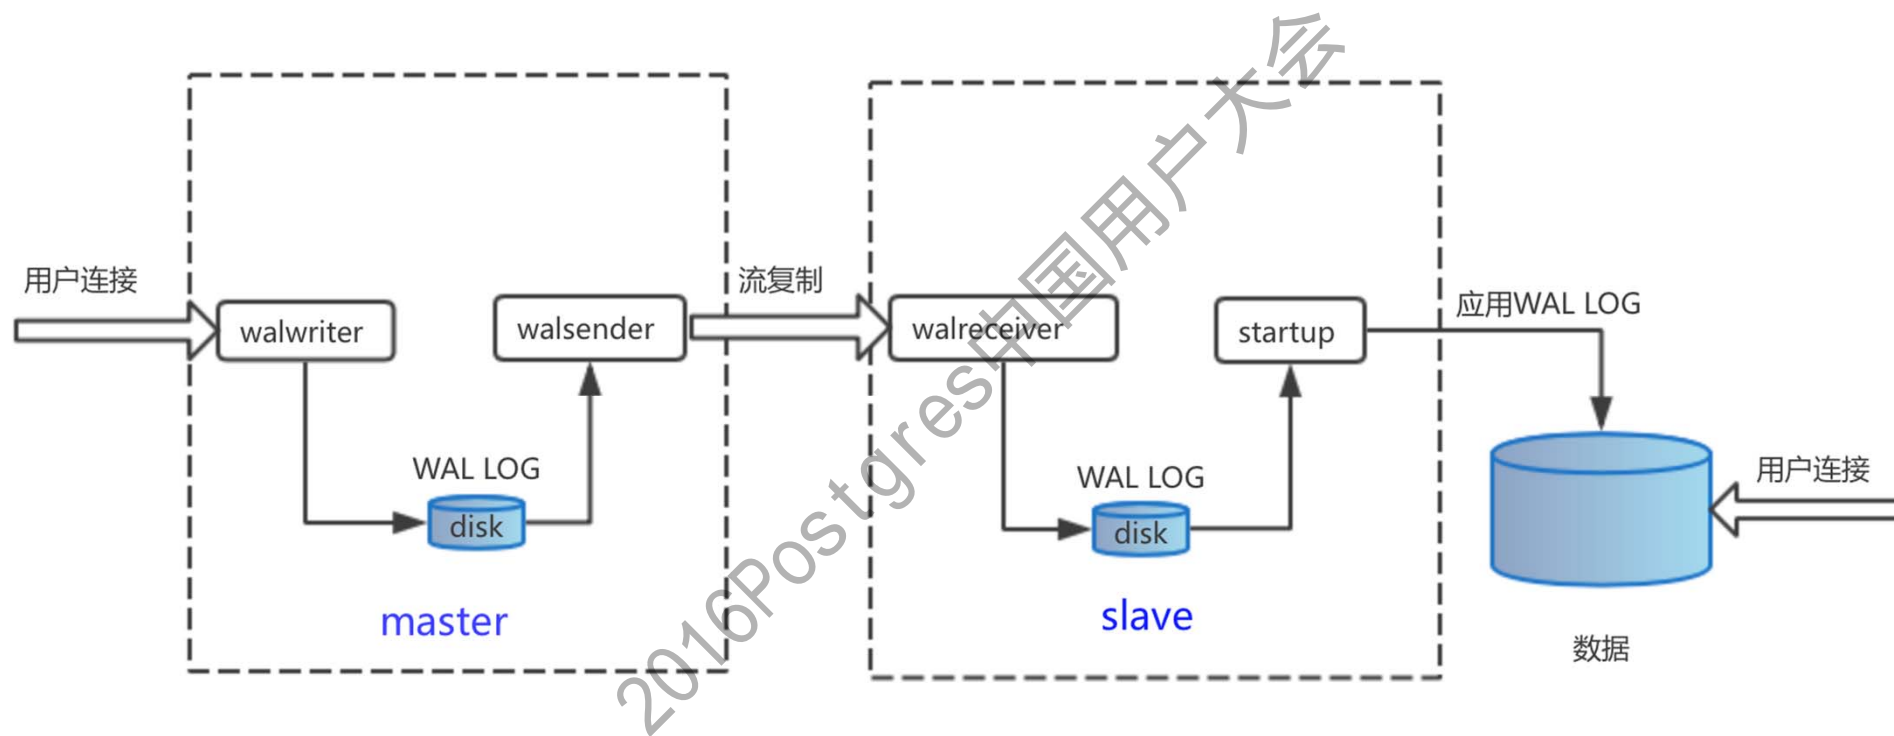 用户连接
walwriter
walsender
WAL LOG
disk
master
流复制
walreceiver
startup
WAL LOG
disk
slave
应用WAL LOG
用户连接
数据
2016Postgres中国用户大会